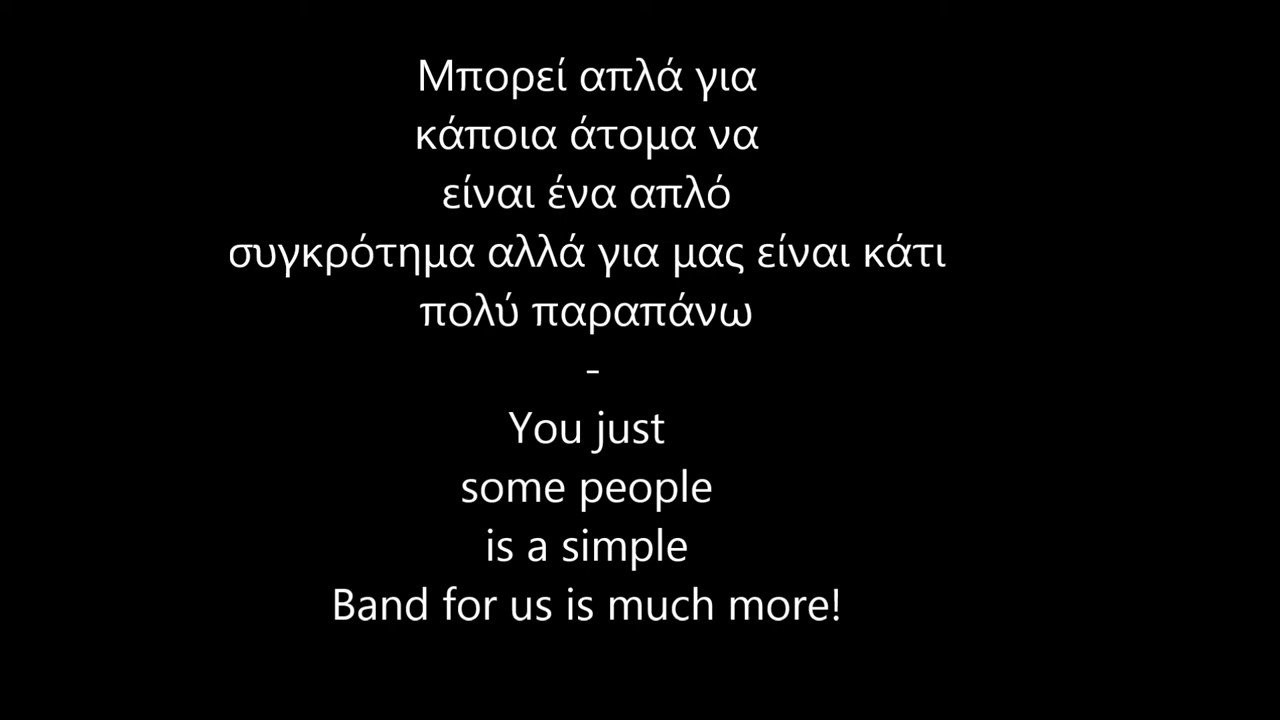 Μπορεί απλά για
κάποια άτομα να
είναι ένα απλό
συγκρότημα αλλά για μας είναι κάτι
πολύ παραπάνω
-
You just
some people
is a simple
Band for us is much more!